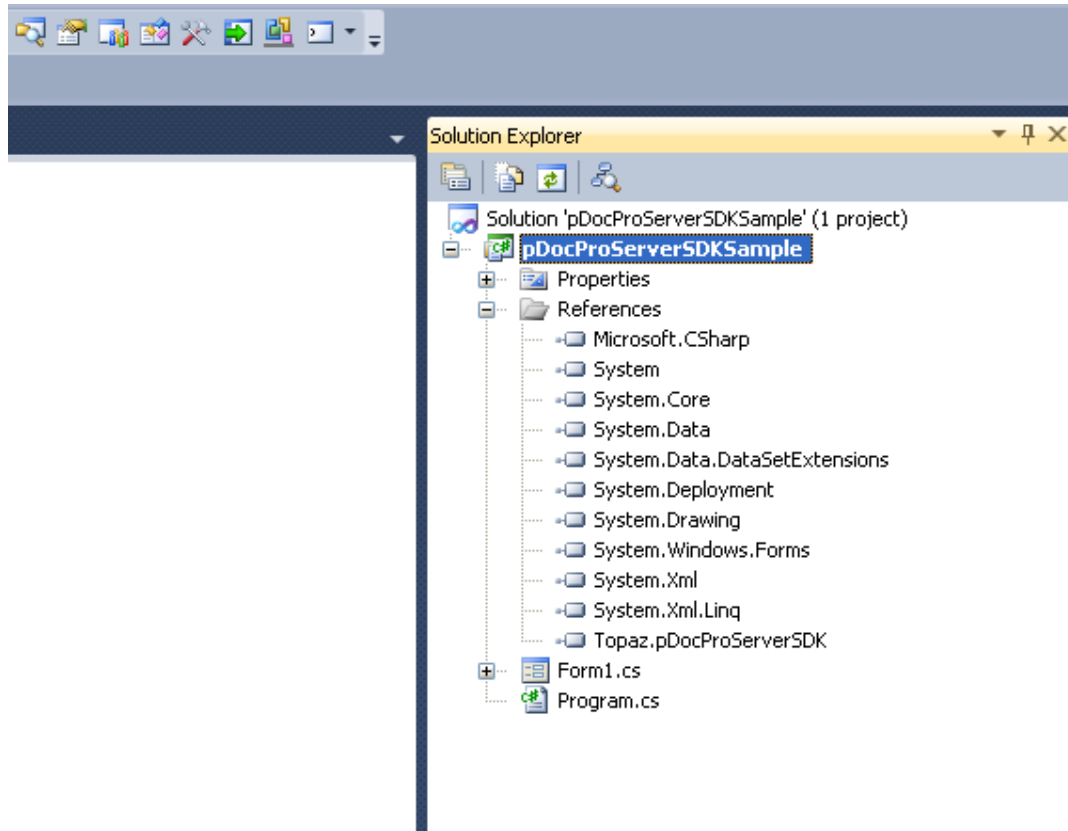 Solution Explorer
Solution 'pDocProServerSDKSample' (1 project)
pDocProServerSDKSample
Properties
References
Microsoft.CSharp
System
System.Core
System.Data
System.Data.DataSetExtensions
System.Deployment
System.Drawing
System.Windows.Forms
System.Xml
System.Xml.Linq
Topaz.pDocProServerSDK
Form1.cs
Program.cs